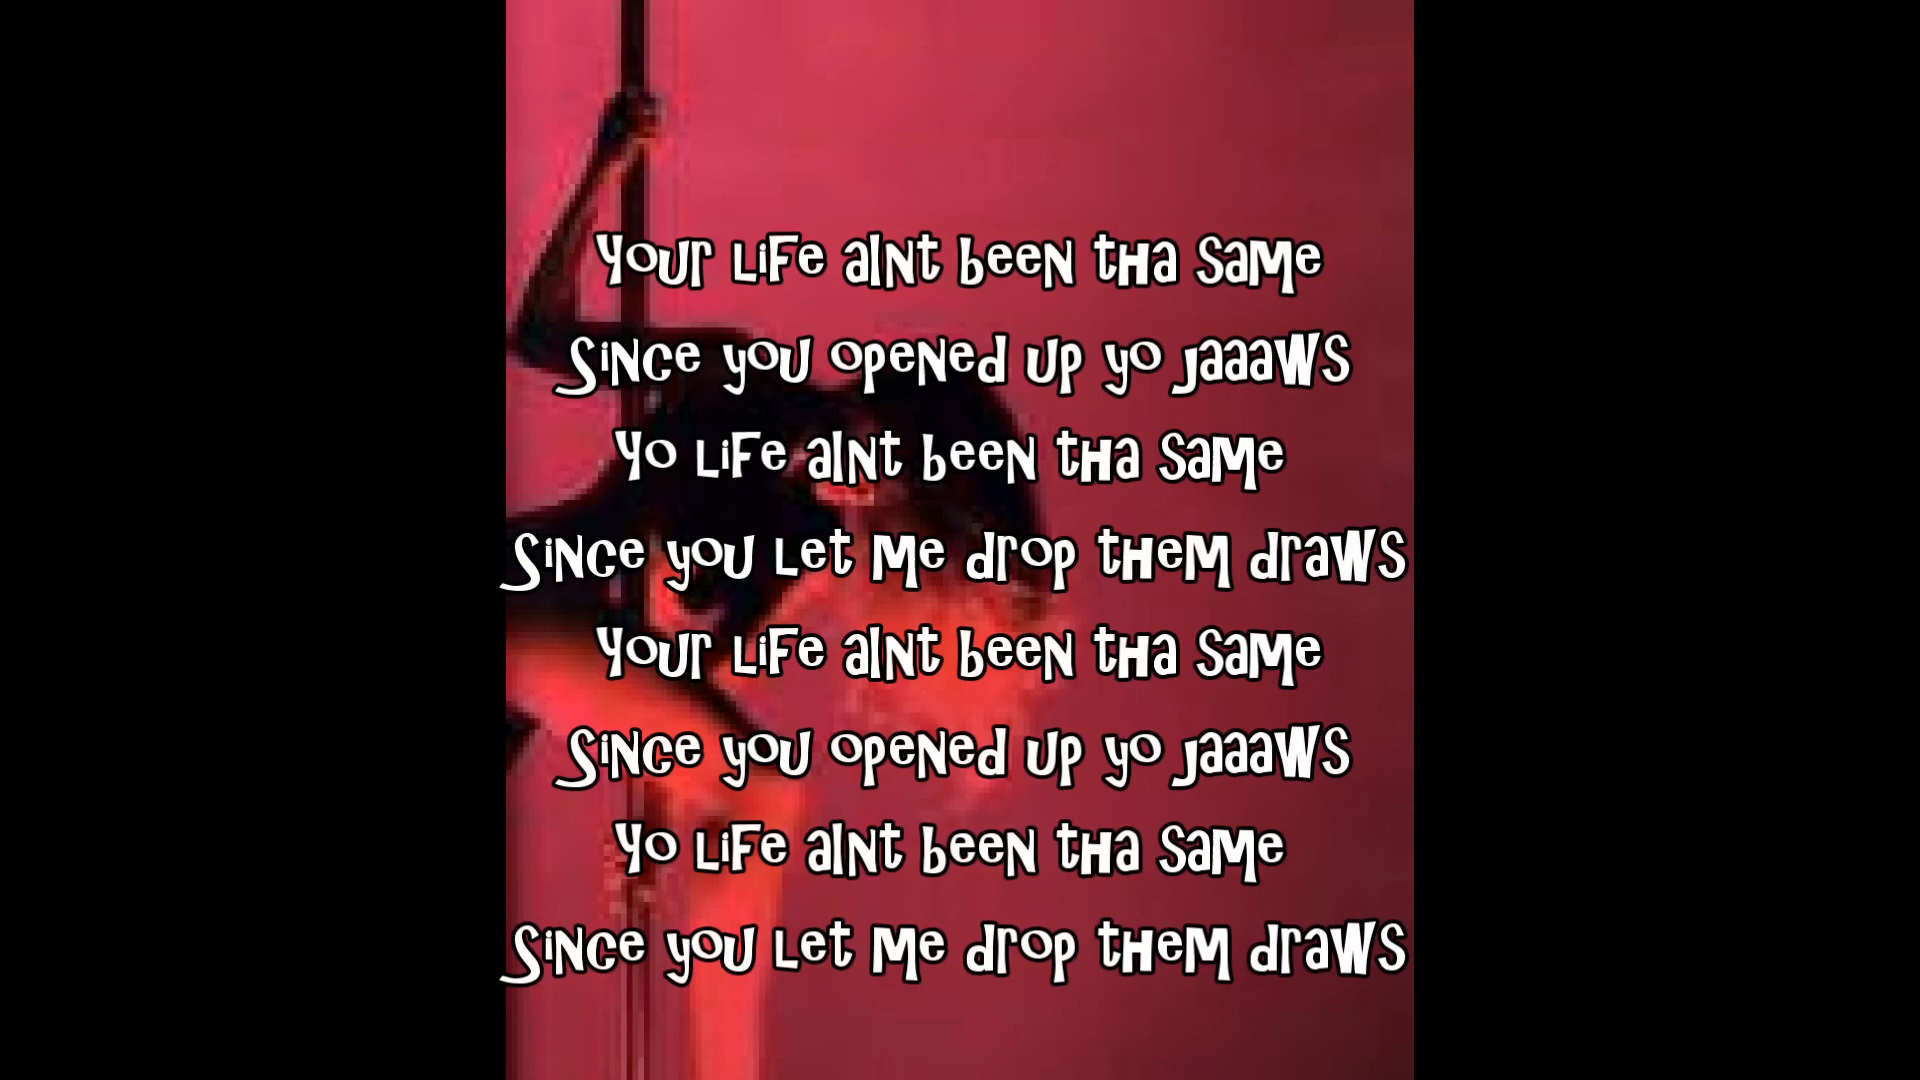 Your life aint been tha same
Since you opened up yo jaaaws
Yo life aint been tha same
Since you let me drop them draws
Your life aint been tha same
Since you opened up yo jaaaws
Yo life aint been tha same
Since you let me drop them draws